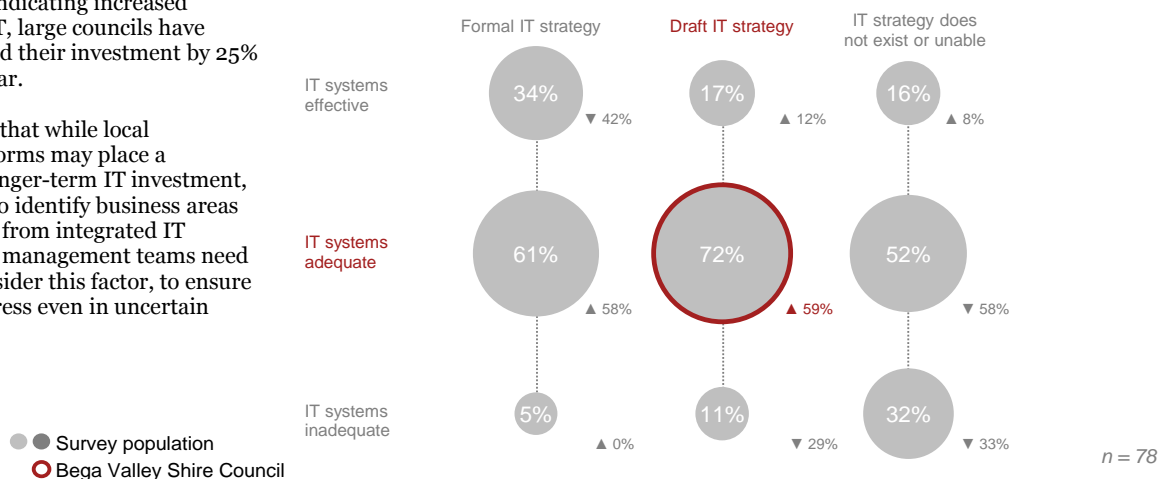 ndicating increased
T, large councils have
d their investment by 25%
ar.
that while local
orms may place a
nger-term IT investment,
o identify business areas
from integrated IT
management teams need
sider this factor, to ensure
ress even in uncertain
Formal IT strategy
Draft IT strategy
IT strategy does
not exist or unable
IT systems
effective
34%
▼ 42%
17%
▲ 12%
16%
▲ 8%
IT systems
adequate
61%
▲ 58%
72%
▲ 59%
52%
▼ 58%
IT systems
inadequate
5%
▲ 0%
11%
▼ 29%
32%
▼ 33%
Survey population
Bega Valley Shire Council
n = 78